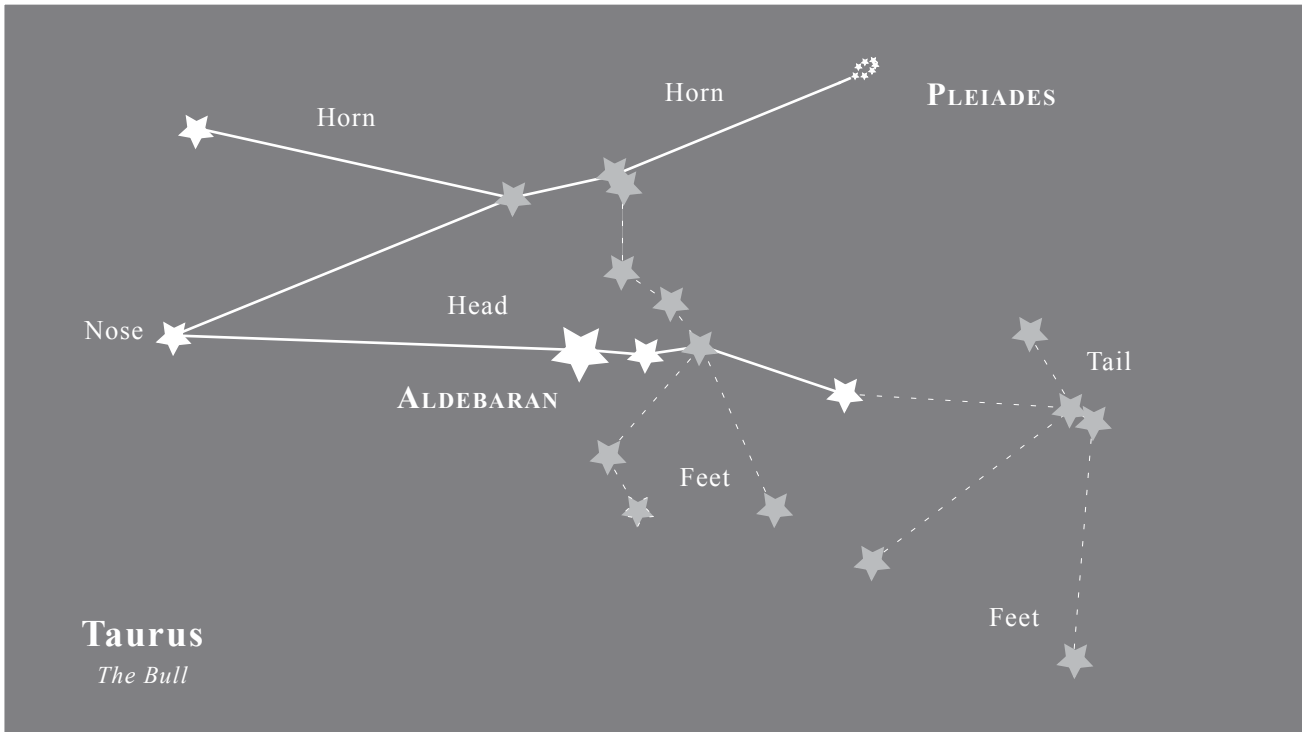 Horn
Horn
PLEIADES
Nose
Head
Tail
ALDEBARAN
Feet
Feet
Taurus
The Bull